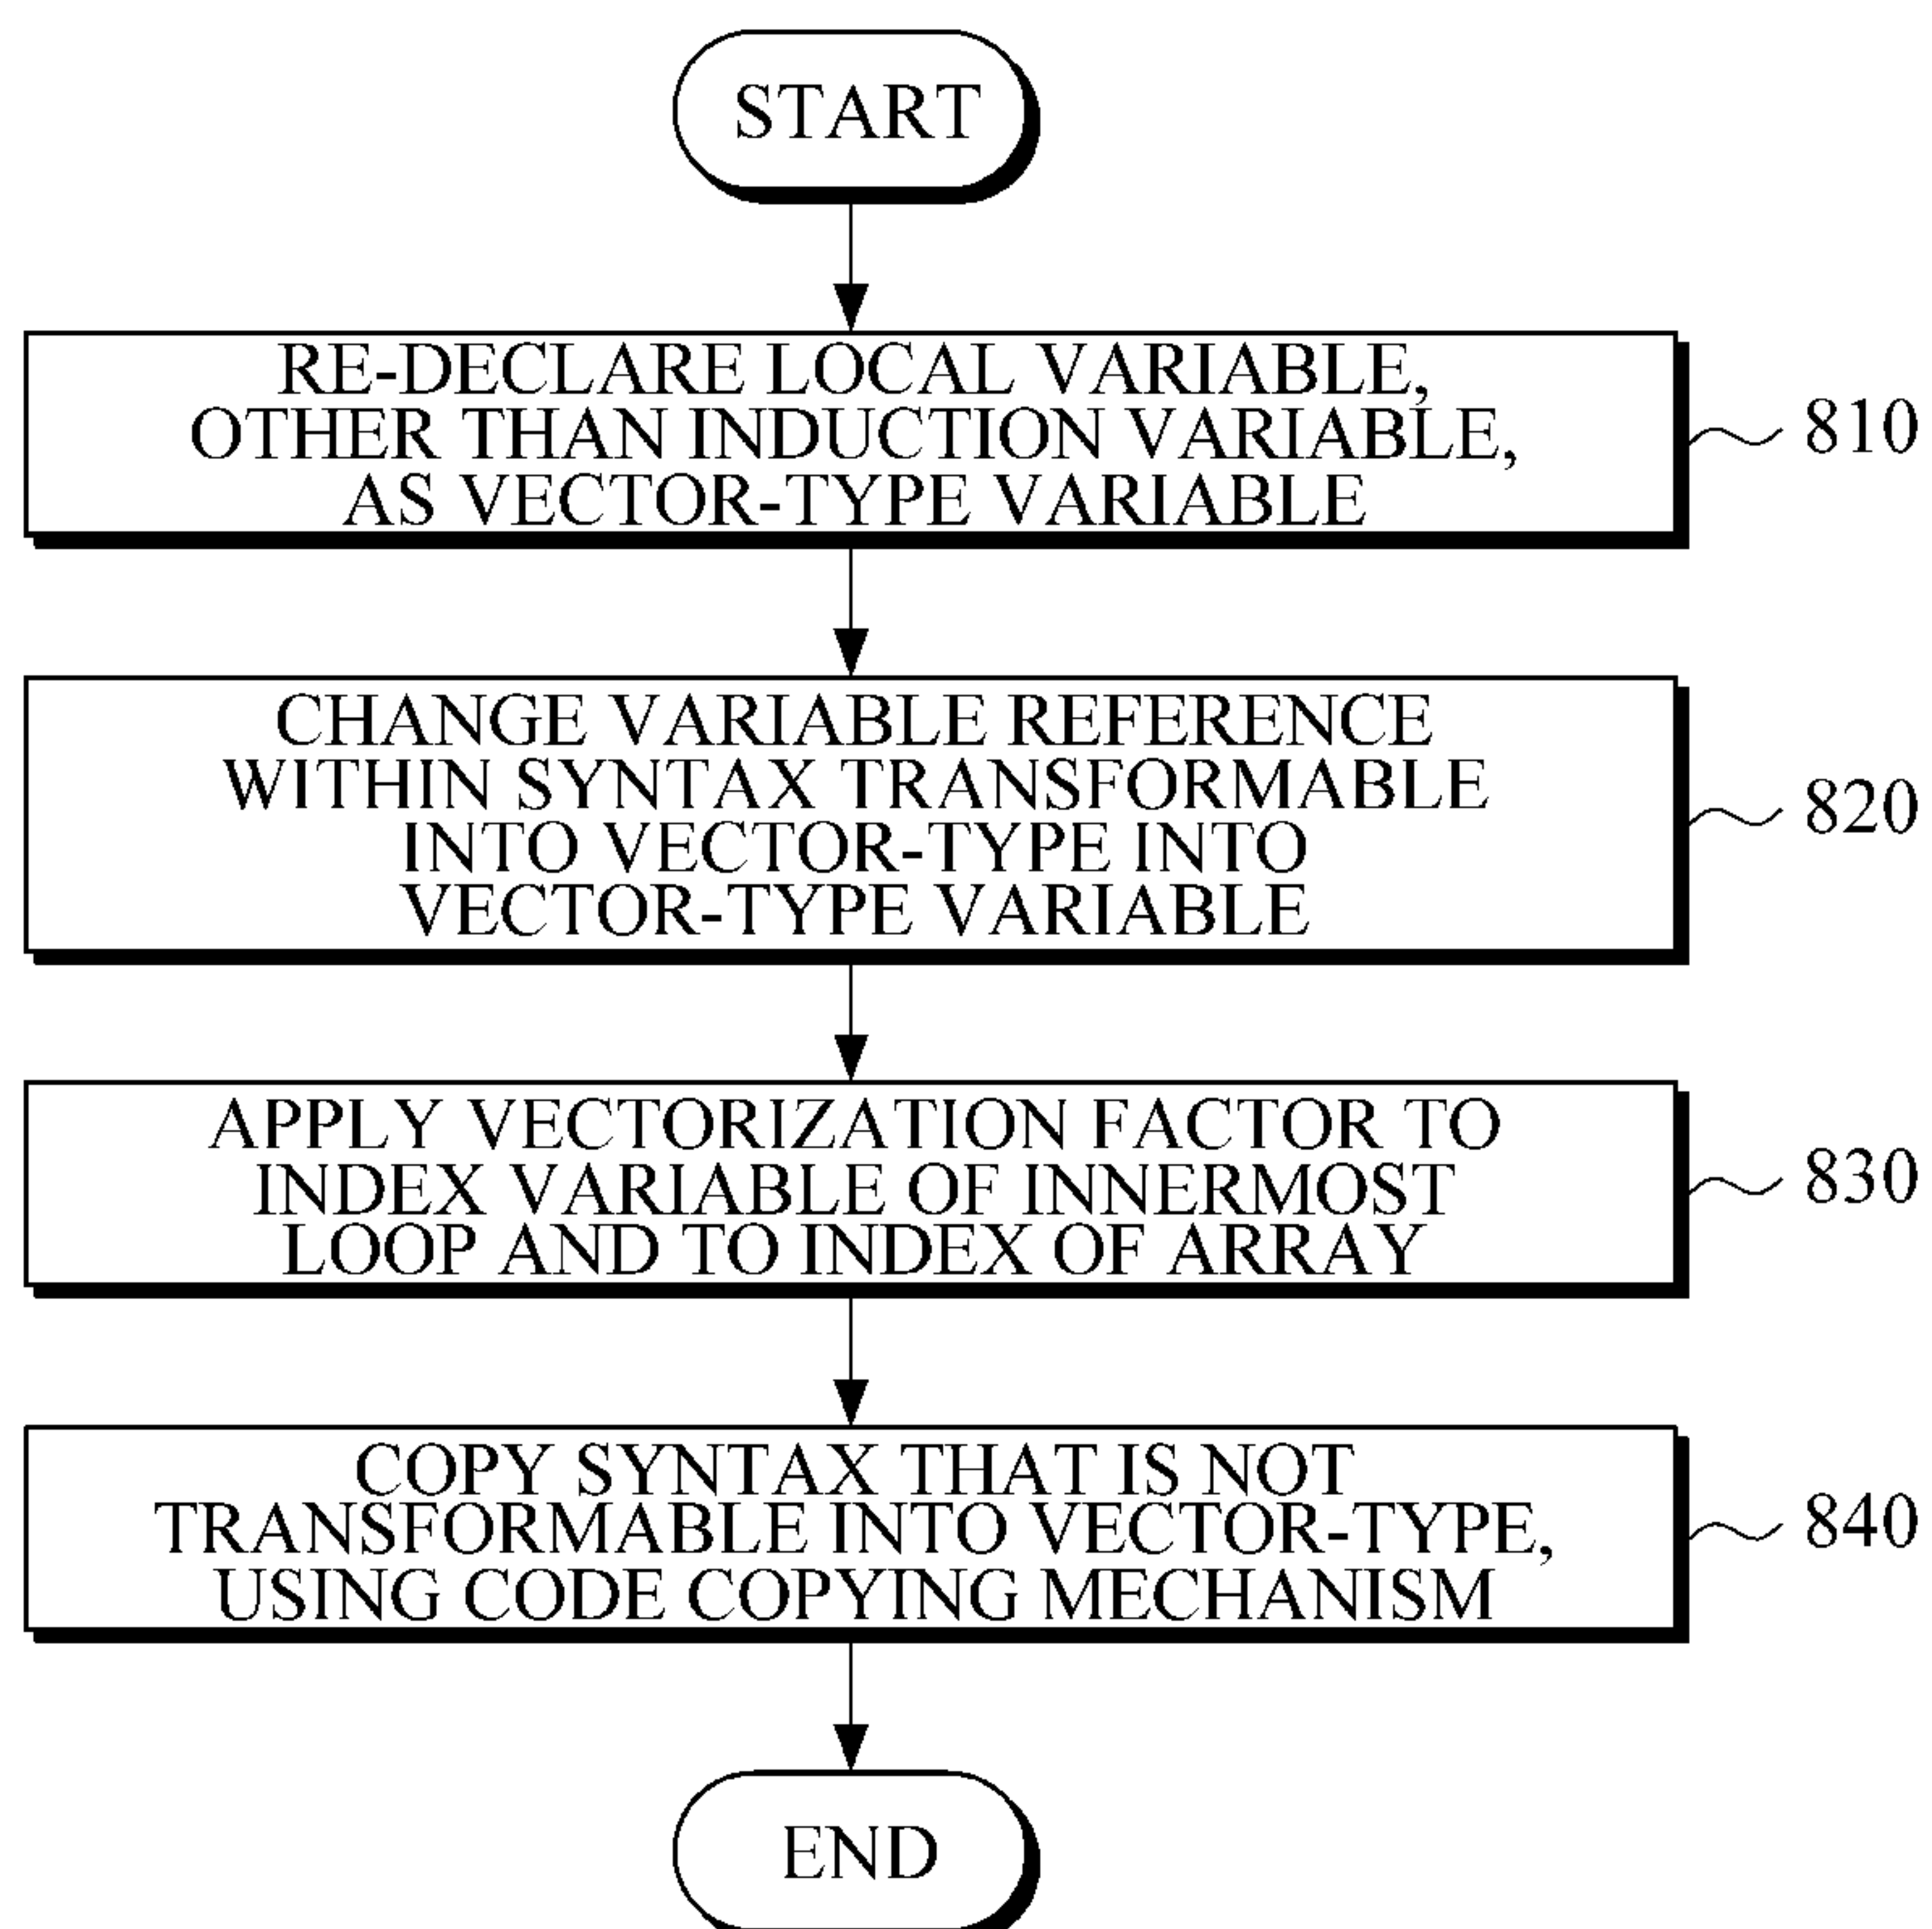 START
RE-DECLARE LOCAL VARIABLE,
OTHER THAN INDUCTION VARIABLE,
AS VECTOR-TYPE VARIABLE
810
CHANGE VARIABLE REFERENCE
WITHIN SYNTAX TRANSFORMABLE
INTO VECTOR-TYPE INTO
VECTOR-TYPE VARIABLE
820
APPLY VECTORIZATION FACTOR TO
INDEX VARIABLE OF INNERMOST
LOOP AND TO INDEX OF ARRAY
830
COPY SYNTAX THAT IS NOT
TRANSFORMABLE INTO VECTOR-TYPE,
USING CODE COPYING MECHANISM
840
END